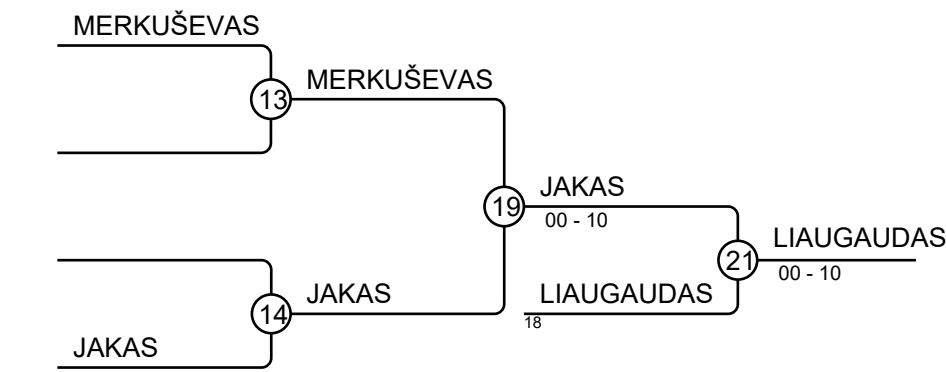 MERKUŠEVAS
13
MERKUŠEVAS
19
JAKAS
00 - 10
21
LIAUGAUDAS
00 - 10
LIAUGAUDAS
18
14
JAKAS
JAKAS